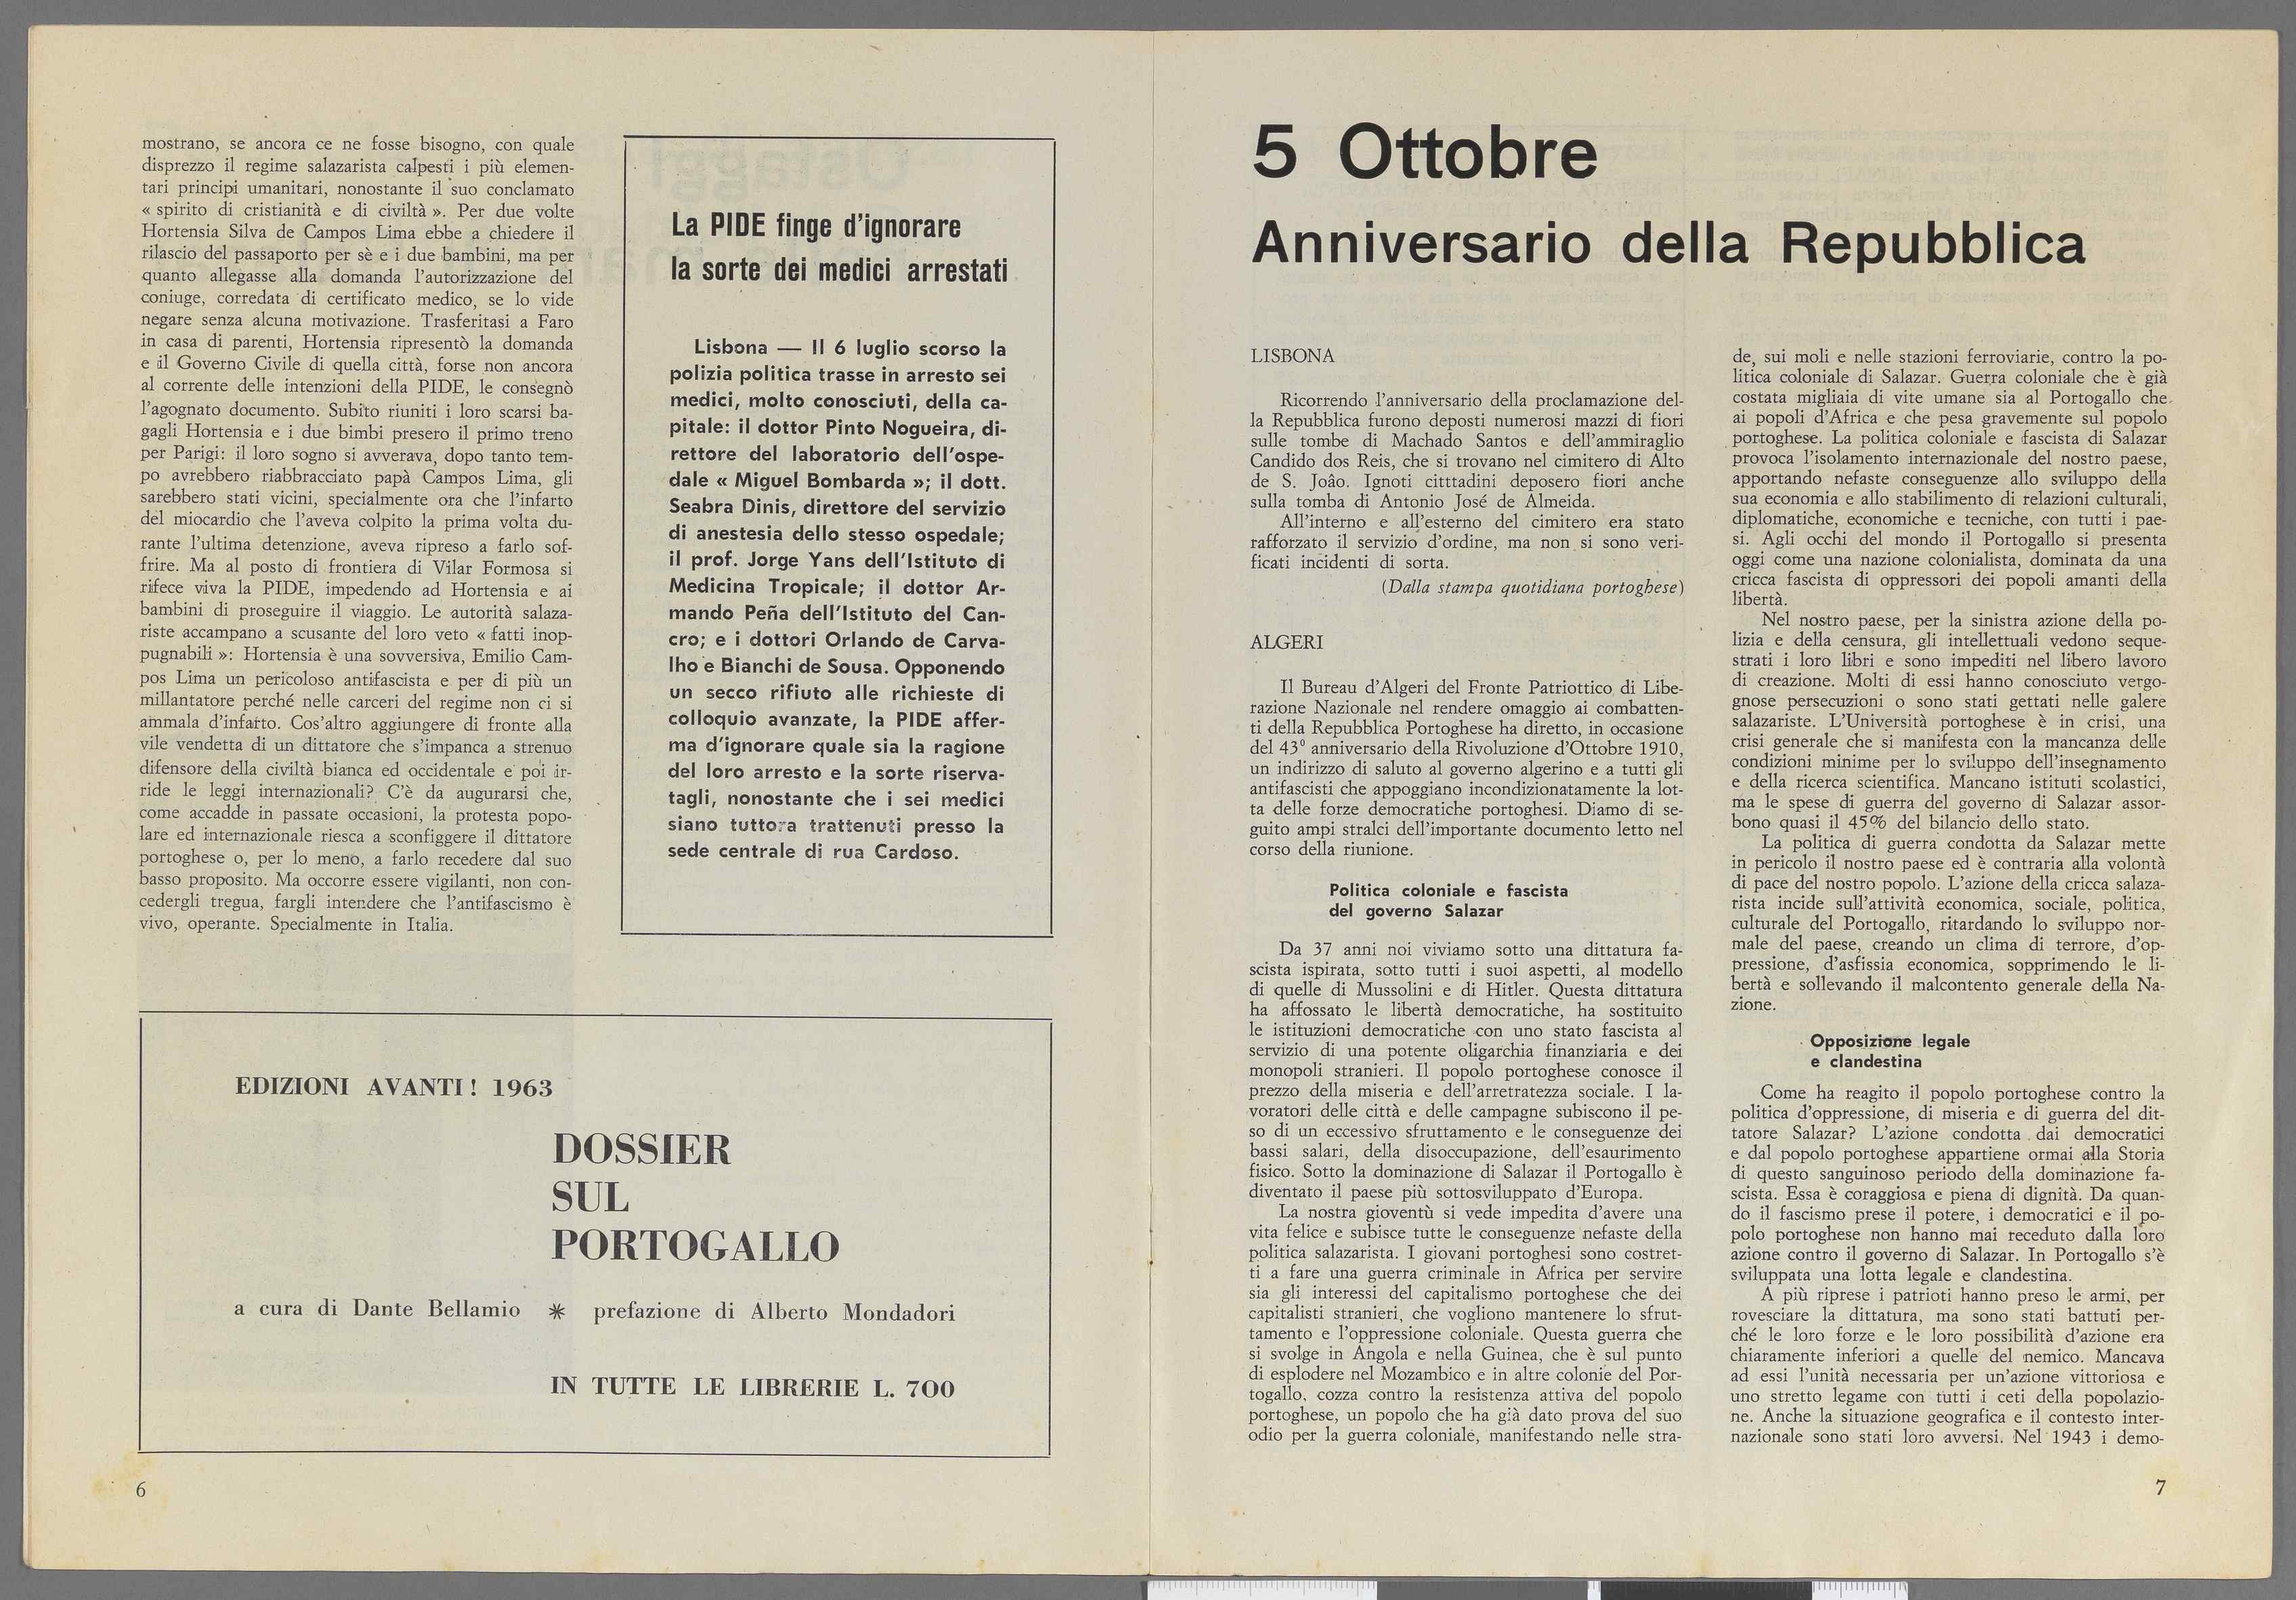 mostrano, se ancora ce ne fosse bisogno, con quale
disprezzo il regime salazarista calpesti i più elemen-
tari principi umanitari, nonostante il suo conclamato
« spirito di cristianità e di civiltà ». Per due volte
Hortensia Silva de Campos Lima ebbe a chiedere il
rilascio del passaporto per sè e i due bambini, ma per
quanto allegasse alla domanda l'autorizzazione del
coniuge, corredata di certificato medico, se lo vide
negare senza alcuna motivazione. Trasferitasi a Faro
in casa di parenti, Hortensia ripresentò la domanda
e il Governo Civile di quella città, forse non ancora
al corrente delle intenzioni della PIDE, le consegnò
l'agognato documento. Subito riuniti i loro scarsi ba-
gagli Hortensia e i due bimbi presero il primo treno
per Parigi: il loro sogno si avverava, dopo tanto tem-
po avrebbero riabbracciato papà Campos Lima, gli
sarebbero stati vicini, specialmente ora che l'infarto
del miocardio che l'aveva colpito la prima volta du-
rante l'ultima detenzione, aveva ripreso a farlo sof-
frire. Ma al posto di frontiera di Vilar Formosa si
rifece viva la PIDE, impedendo ad Hortensia e ai
bambini di proseguire il viaggio. Le autorità salaza-
riste accampano a scusante del loro veto « fatti inop-
pugnabili »: Hortensia è una sovversiva, Emilio Cam-
pos Lima un pericoloso antifascista e per di più un
millantatore perché nelle carceri del regime non ci si
ammala d'infarto. Cos'altro aggiungere di fronte alla
vile vendetta di un dittatore che s'impanca a strenuo
difensore della civiltà bianca ed occidentale e poi ir-
ride le leggi internazionali? C'è da augurarsi che,
come accadde in passate occasioni, la protesta popo-
lare ed internazionale riesca a sconfiggere il dittatore
portoghese o, per lo meno, a farlo recedere dal suo
basso proposito. Ma occorre essere vigilanti, non con-
cedergli tregua, fargli intendere che l'antifascismo è
vivo, operante. Specialmente in Italia.
La PIDE finge d'ignorare
la sorte dei medici arrestati
Lisbona — Il 6 luglio scorso la
polizia politica trasse in arresto sei
medici, molto conosciuti, della ca-
pitale: il dottor Pinto Nogueira, di-
rettore del laboratorio dell'ospe-
dale « Miguel Bombarda »; il dott.
Seabra Dinis, direttore del servizio
di anestesia dello stesso ospedale;
il prof. Jorge Yans dell'Istituto di
Medicina Tropicale; il dottor Ar-
mando Peña dell'Istituto del Can-
cro; e i dottori Orlando de Carva-
lho e Bianchi de Sousa. Opponendo
un secco rifiuto alle richieste di
colloquio avanzate, la PIDE affer-
ma d'ignorare quale sia la ragione
del loro arresto e la sorte riserva-
tagli, nonostante che i sei medici
siano tuttora trattenuti presso la
sede centrale di rua Cardoso.
EDIZIONI AVANTI! 1963
DOSSIER
SUL
PORTOGALLO
a cura di Dante Bellamio * prefazione di Alberto Mondadori
IN TUTTE LE LIBRERIE L. 700
6
5 Ottobre
Anniversario della Repubblica
LISBONA
Ricorrendo l'anniversario della proclamazione del-
la Repubblica furono deposti numerosi mazzi di fiori
sulle tombe di Machado Santos e dell'ammiraglio
Candido dos Reis, che si trovano nel cimitero di Alto
de S. Joâo. Ignoti citttadini deposero fiori anche
sulla tomba di Antonio José de Almeida.
All'interno e all'esterno del cimitero era stato
rafforzato il servizio d'ordine, ma non si sono veri-
ficati incidenti di sorta.
(Dalla stampa quotidiana portoghese)
ALGERI
Il Bureau d'Algeri del Fronte Patriottico di Libe-
razione Nazionale nel rendere omaggio ai combatten-
ti della Repubblica Portoghese ha diretto, in occasione
del 43° anniversario della Rivoluzione d'Ottobre 1910,
un indirizzo di saluto al governo algerino e a tutti gli
antifascisti che appoggiano incondizionatamente la lot-
ta delle forze democratiche portoghesi. Diamo di se-
guito ampi stralci dell'importante documento letto nel
corso della riunione.
Politica coloniale e fascista
del governo Salazar
Da 37 anni noi viviamo sotto una dittatura fa-
scista ispirata, sotto tutti i suoi aspetti, al modello
di quelle di Mussolini e di Hitler. Questa dittatura
ha affossato le libertà democratiche, ha sostituito
le istituzioni democratiche con uno stato fascista al
servizio di una potente oligarchia finanziaria e dei
monopoli stranieri. Il popolo portoghese conosce il
prezzo della miseria e dell'arretratezza sociale. I la-
voratori delle città e delle campagne subiscono il pe-
so di un eccessivo sfruttamento e le conseguenze dei
bassi salari, della disoccupazione, dell'esaurimento
fisico. Sotto la dominazione di Salazar il Portogallo è
diventato il paese più sottosviluppato d'Europa.
La nostra gioventù si vede impedita d'avere una
vita felice e subisce tutte le conseguenze nefaste della
politica salazarista. I giovani portoghesi sono costret-
ti a fare una guerra criminale in Africa per servire
sia gli interessi del capitalismo portoghese che dei
capitalisti stranieri, che vogliono mantenere lo sfrut-
tamento e l'oppressione coloniale. Questa guerra che
si svolge in Angola e nella Guinea, che è sul punto
di esplodere nel Mozambico e in altre colonie del Por-
togallo, cozza contro la resistenza attiva del popolo
portoghese, un popolo che ha già dato prova del suo
odio per la guerra coloniale, manifestando nelle stra-
de, sui moli e nelle stazioni ferroviarie, contro la po-
litica coloniale di Salazar. Guerra coloniale che è già
costata migliaia di vite umane sia al Portogallo che
ai popoli d'Africa e che pesa gravemente sul popolo
portoghese. La politica coloniale e fascista di Salazar
provoca l'isolamento internazionale del nostro paese,
apportando nefaste conseguenze allo sviluppo della
sua economia e allo stabilimento di relazioni culturali,
diplomatiche, economiche e tecniche, con tutti i pae-
si. Agli occhi del mondo il Portogallo si presenta
oggi come una nazione colonialista, dominata da una
cricca fascista di oppressori dei popoli amanti della
libertà.
Nel nostro paese, per la sinistra azione della po-
lizia e della censura, gli intellettuali vedono seque-
strati i loro libri e sono impediti nel libero lavoro
di creazione. Molti di essi hanno conosciuto vergo-
gnose persecuzioni o sono stati gettati nelle galere
salazariste. L'Università portoghese è in crisi, una
crisi generale che si manifesta con la mancanza delle
condizioni minime per lo sviluppo dell'insegnamento
e della ricerca scientifica. Mancano istituti scolastici,
ma le spese di guerra del governo di Salazar assor-
bono quasi il 45% del bilancio dello stato.
La politica di guerra condotta da Salazar mette
in pericolo il nostro paese ed è contraria alla volontà
di pace del nostro popolo. L'azione della cricca salaza-
rista incide sull'attività economica, sociale, politica,
culturale del Portogallo, ritardando lo sviluppo nor-
male del paese, creando un clima di terrore, d'op-
pressione, d'asfissia economica, sopprimendo le li-
bertà e sollevando il malcontento generale della Na-
zione.
Opposizione legale
e clandestina
Come ha reagito il popolo portoghese contro la
politica d'oppressione, di miseria e di guerra del dit-
tatore Salazar? L'azione condotta dai democratici
e dal popolo portoghese appartiene ormai alla Storia
di questo sanguinoso periodo della dominazione fa-
scista. Essa è coraggiosa e piena di dignità. Da quan-
do il fascismo prese il potere, i democratici e il po-
polo portoghese non hanno mai receduto dalla loro
azione contro il governo di Salazar. In Portogallo s'è
sviluppata una lotta legale e clandestina.
A più riprese i patrioti hanno preso le armi, per
rovesciare la dittatura, ma sono stati battuti per-
ché le loro forze e le loro possibilità d'azione era
chiaramente inferiori a quelle del nemico. Mancava
ad essi l'unità necessaria per un'azione vittoriosa e
uno stretto legame con tutti i ceti della popolazio-
ne. Anche la situazione geografica e il contesto inter-
nazionale sono stati loro avversi. Nel 1943 i demo-
7